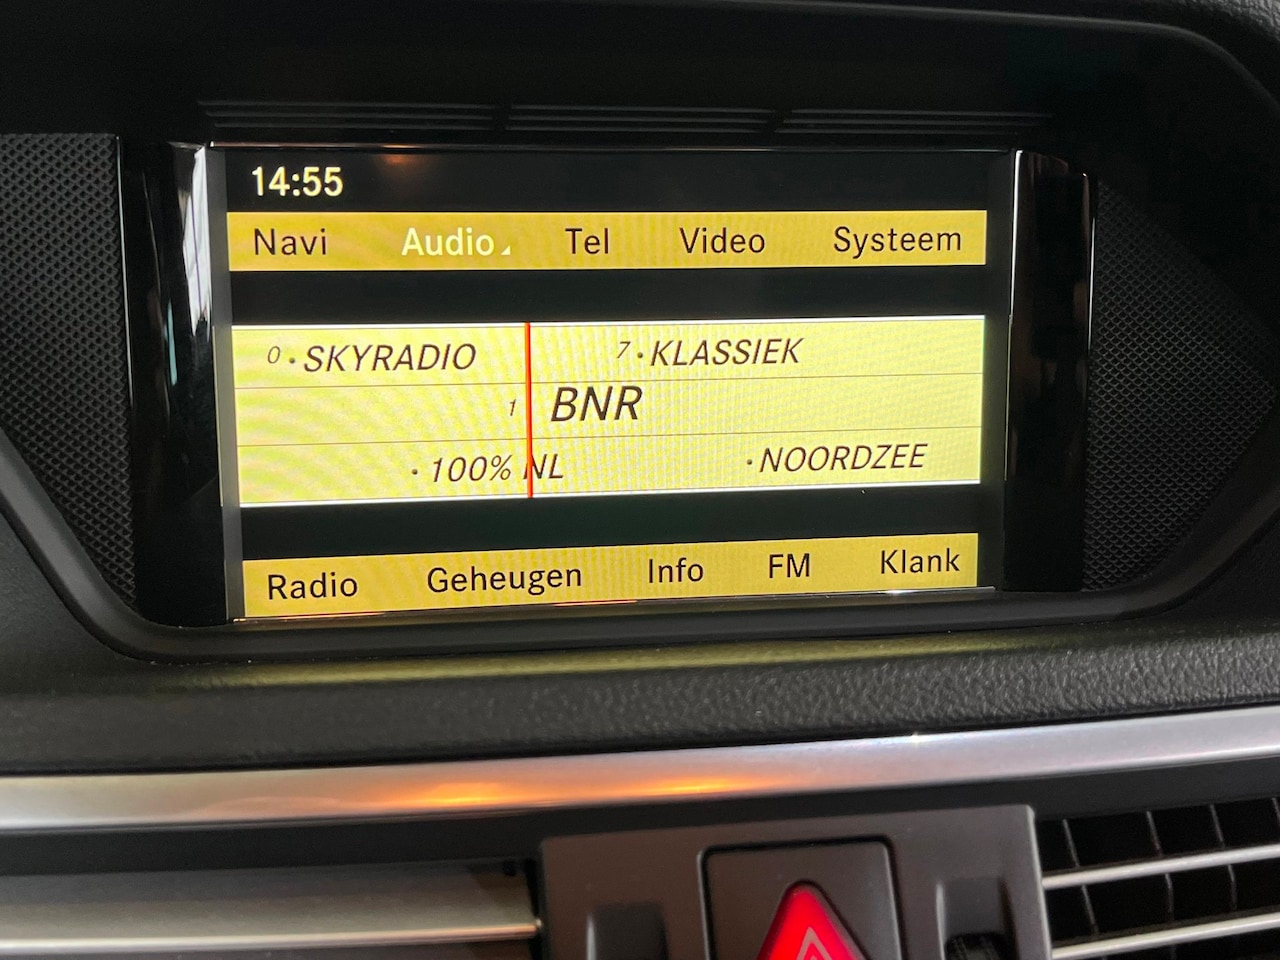 14:55
Navi Audio Tel Video Systeem
0 · SKYRADIO 7 · KLASSIEK
1 BNR
· 100% NL · NOORDZEE
Radio Geheugen Info FM Klank